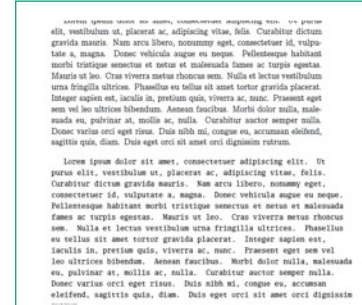 Lorem ipsum dolor sit amet, consectetuer adipiscing elit. Ut purus
elit, vestibulum ut, placerat ac, adipiscing vitae, felis. Curabitur dictum
gravida mauris. Nam arcu libero, nonummy eget, consectetuer id, vulpu-
tate a, magna. Donec vehicula augue eu neque. Pellentesque habitant
morbi tristique senectus et netus et malesuada fames ac turpis egestas.
Mauris ut leo. Cras viverra metus rhoncus sem. Nulla et lectus vestibulum
urna fringilla ultrices. Phasellus eu tellus sit amet tortor gravida placerat.
Integer sapien est, iaculis in, pretium quis, viverra ac, nunc. Praesent eget
sem vel leo ultrices bibendum. Aenean faucibus. Morbi dolor nulla, male-
suada eu, pulvinar at, mollis ac, nulla. Curabitur auctor semper nulla.
Donec varius orci eget risus. Duis nibh mi, congue eu, accumsan eleifend,
sagittis quis, diam. Duis eget orci sit amet orci dignissim rutrum.
Lorem ipsum dolor sit amet, consectetuer adipiscing elit. Ut
purus elit, vestibulum ut, placerat ac, adipiscing vitae, felis.
Curabitur dictum gravida mauris. Nam arcu libero, nonummy eget,
consectetuer id, vulputate a, magna. Donec vehicula augue eu neque.
Pellentesque habitant morbi tristique senectus et netus et malesuada
fames ac turpis egestas. Mauris ut leo. Cras viverra metus rhoncus
sem. Nulla et lectus vestibulum urna fringilla ultrices. Phasellus
eu tellus sit amet tortor gravida placerat. Integer sapien est,
iaculis in, pretium quis, viverra ac, nunc. Praesent eget sem vel
leo ultrices bibendum. Aenean faucibus. Morbi dolor nulla, malesuada
eu, pulvinar at, mollis ac, nulla. Curabitur auctor semper nulla.
Donec varius orci eget risus. Duis nibh mi, congue eu, accumsan
eleifend, sagittis quis, diam. Duis eget orci sit amet orci dignissim